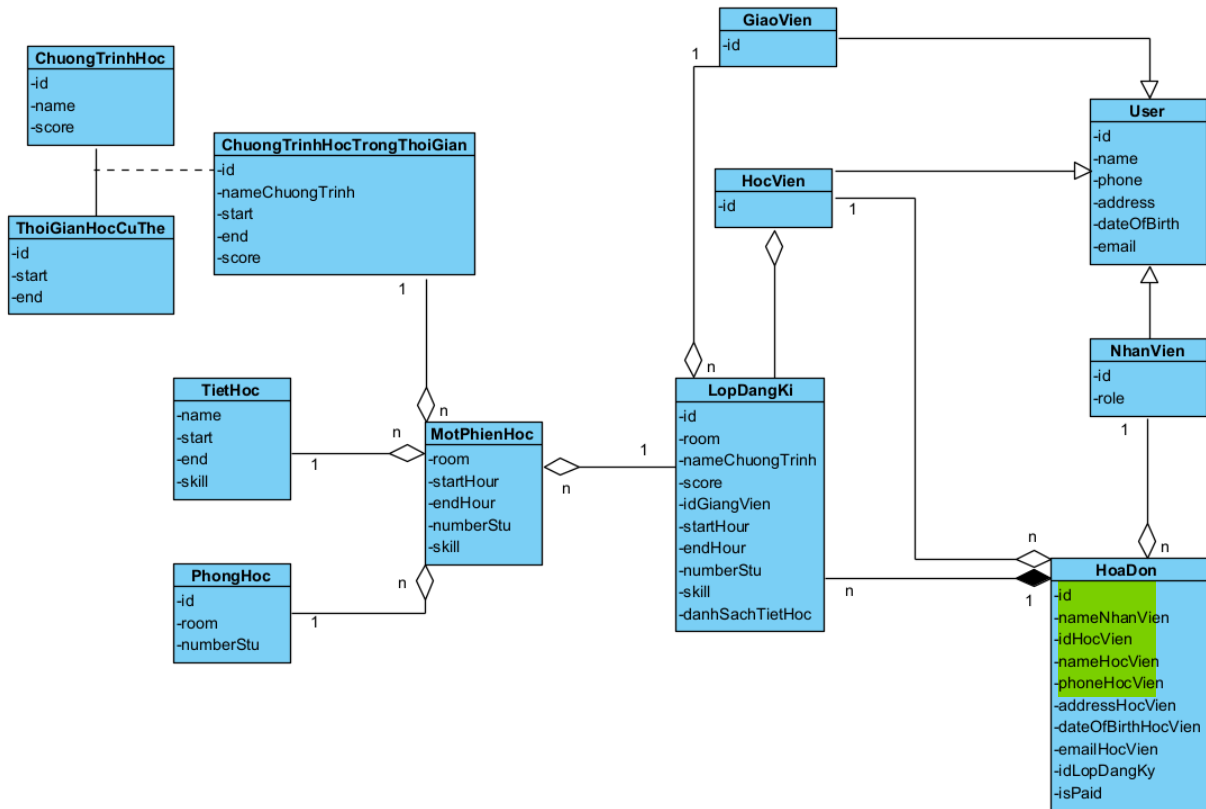 GiaoVien
-id
1
ChuongTrinhHoc
-id
-name
-score
User
-id
-name
-phone
-address
-dateOfBirth
-email
ChuongTrinhHocTrongThoiGian
-id
-nameChuongTrinh
-start
-end
-score
1
HocVien
-id
1
ThoiGianHocCuThe
-id
-start
-end
NhanVien
-id
-role
1
n
TietHoc
-name
-start
-end
-skill
1
n
n
MotPhienHoc
-room
-startHour
-endHour
-numberStu
-skill
n
1
LopDangKi
-id
-room
-nameChuongTrinh
-score
-idGiangVien
-startHour
-endHour
-numberStu
-skill
-danhSachTietHoc
n
PhongHoc
-id
-room
-numberStu
1
n
n
n
1
HoaDon
-id
-nameNhanVien
-idHocVien
-nameHocVien
-phoneHocVien
-addressHocVien
-dateOfBirthHocVien
-emailHocVien
-idLopDangKy
-isPaid